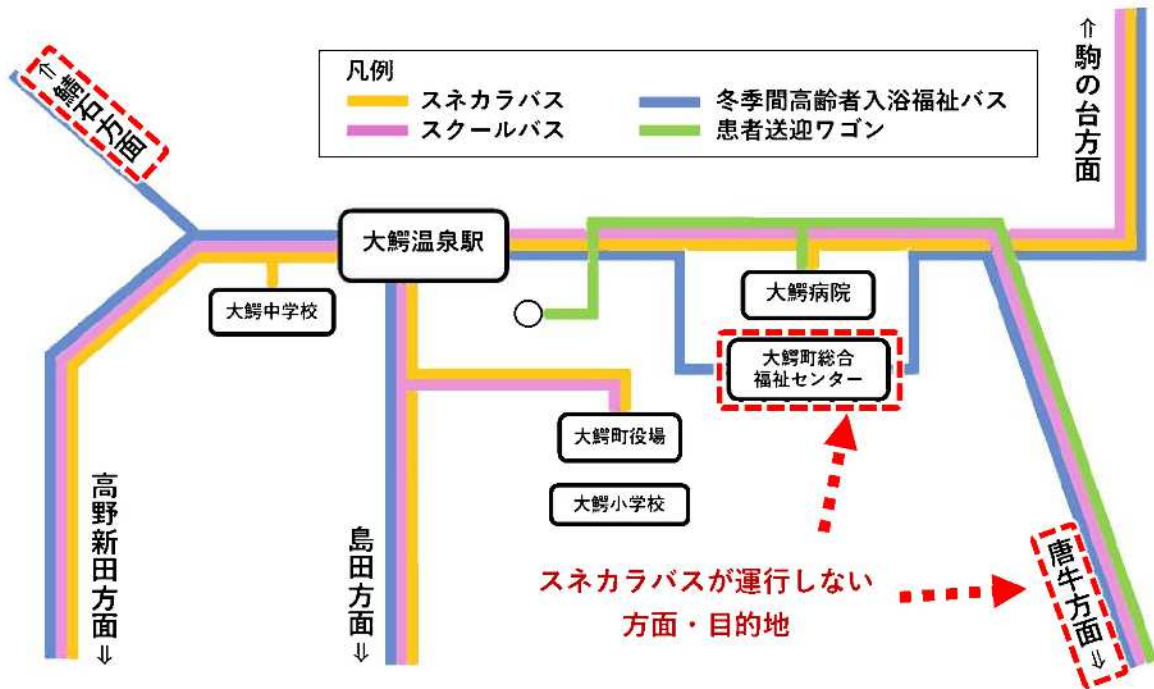 凡例
スネカラバス
冬季間高齢者入浴福祉バス
スクールバス
患者送迎ワゴン
⇑鯖石方面
⇑駒の台方面
大鰐温泉駅
大鰐中学校
大鰐病院
大鰐町総合
福祉センター
大鰐町役場
大鰐小学校
高野新田方面⇓
島田方面⇓
スネカラバスが運行しない
方面・目的地
唐牛方面⇓